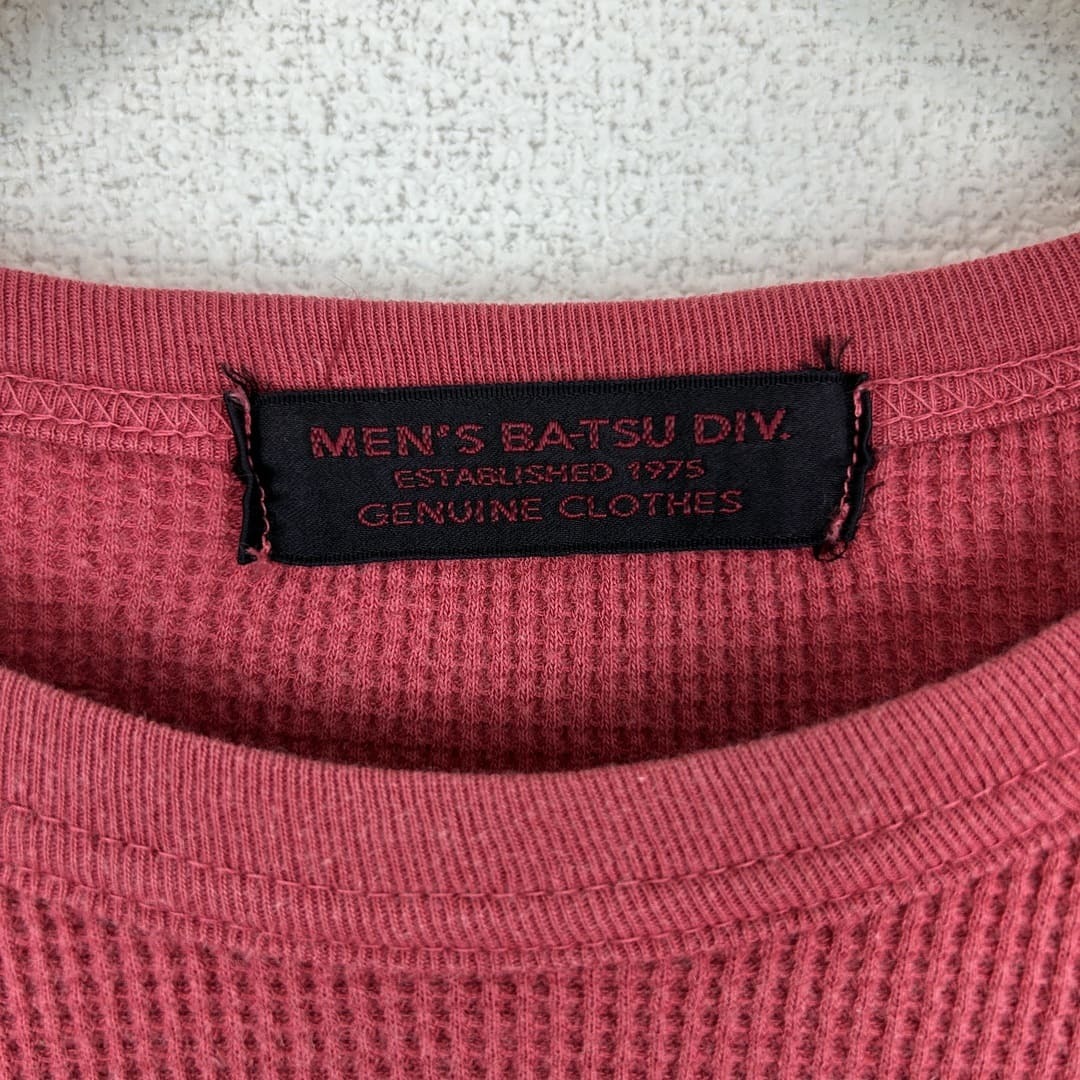 MEN'S BA-TSU DIV.
ESTABLISHED 1975
GENUINE CLOTHES